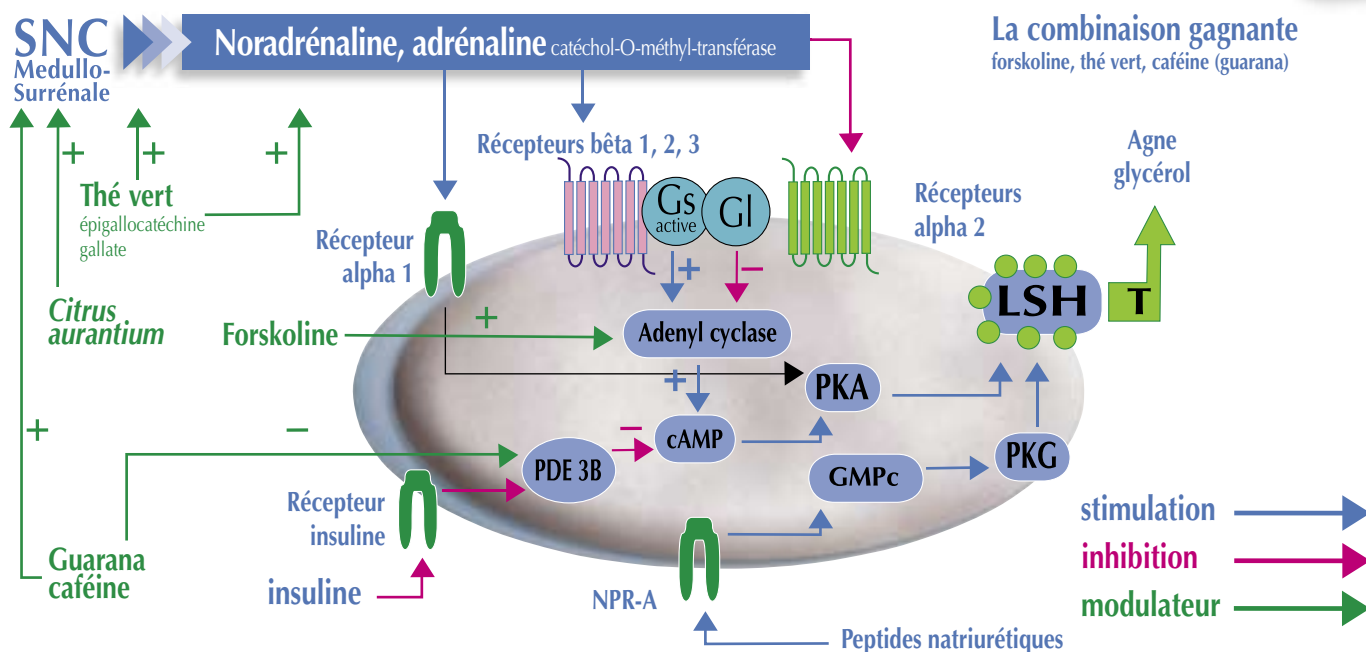 SNC
Medullo-
Surrénale
Noradrénaline, adrénaline catéchol-O-méthyl-transférase
La combinaison gagnante
forskoline, thé vert, caféine (guarana)
+
+
+
Récepteurs bêta 1, 2, 3
Agne
glycérol
Thé vert
épigallocatéchine
gallate
Gs
active
Gl
Récepteurs
alpha 2
Récepteur
alpha 1
+
−
LSH
T
Citrus
aurantium
+
Forskoline
Adenyl cyclase
+
PKA
+
−
−
cAMP
PDE 3B
GMPc
PKG
Récepteur
insuline
stimulation
Guarana
caféine
inhibition
insuline
NPR-A
modulateur
Peptides natriurétiques